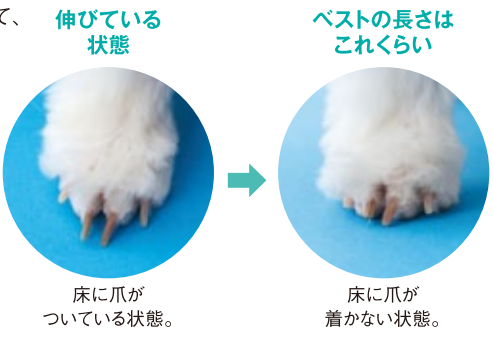 て、
伸びている
状態
ベストの長さは
これくらい
床に爪が
ついている状態。
床に爪が
着かない状態。